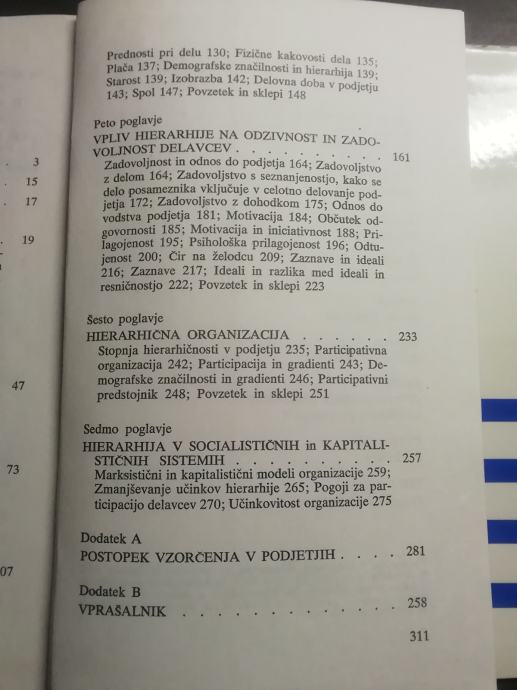 Prednosti pri delu 130; Fizične kakovosti dela 135;
Plača 137; Demografske značilnosti in hierarhija 139;
Starost 139; Izobrazba 142; Delovna doba v podjetju
143; Spol 147; Povzetek in sklepi 148
Peto poglavje
VPLIV HIERARHIJE NA ODZIVNOST IN ZADO-
VOLJNOST DELAVCEV . . . . . . . . . . 161
Zadovoljnost in odnos do podjetja 164; Zadovoljstvo
z delom 164; Zadovoljstvo s seznanjenostjo, kako se
delo posameznika vključuje v celotno delovanje pod-
jetja 172; Zadovoljstvo z dohodkom 175; Odnos do
vodstva podjetja 181; Motivacija 184; Občutek od-
govornosti 185; Motivacija in iniciativnost 188; Pri-
lagojenost 195; Psihološka prilagojenost 196; Odtu-
jenost 200; Čir na želodcu 209; Zaznave in ideali
216; Zaznave 217; Ideali in razlika med ideali in
resničnostjo 222; Povzetek in sklepi 223
Šesto poglavje
HIERARHIČNA ORGANIZACIJA . . . . . . 233
Stopnja hierarhičnosti v podjetju 235; Participativna
organizacija 242; Participacija in gradienti 243; De-
mografske značilnosti in gradienti 246; Participativni
predstojnik 248; Povzetek in sklepi 251
Sedmo poglavje
HIERARHIJA V SOCIALISTIČNIH in KAPITALI-
STIČNIH SISTEMIH . . . . . . . . . . 257
Marksistični in kapitalistični modeli organizacije 259;
Zmanjševanje učinkov hierarhije 265; Pogoji za par-
ticipacijo delavcev 270; Učinkovitost organizacije 275
Dodatek A
POSTOPEK VZORČENJA V PODJETJIH . . . . 281
Dodatek B
VPRAŠALNIK . . . . . . . . . . . . . 258
311
. 3
. 15
. 17
. 19
47
73
07